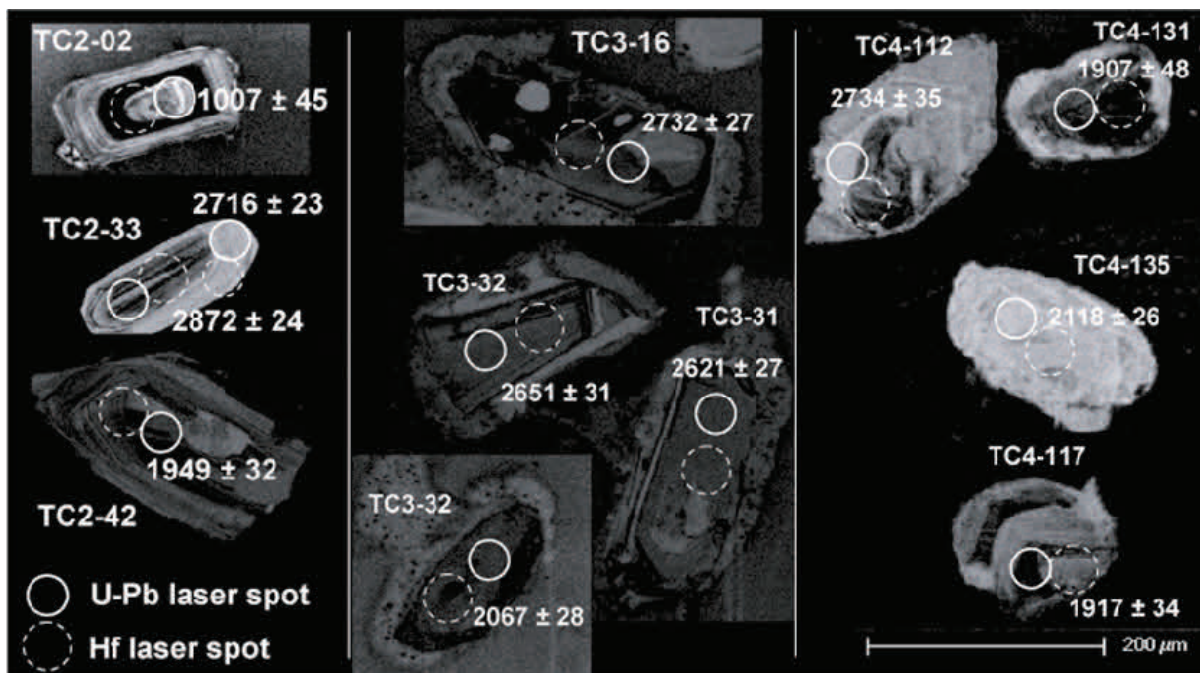 TC2-02
1007 ± 45
2716 ± 23
TC2-33
2872 ± 24
1949 ± 32
TC2-42
U-Pb laser spot
Hf laser spot
TC3-16
2732 ± 27
TC3-32
2651 ± 31
TC3-31
2621 ± 27
TC3-32
2067 ± 28
TC4-112
2734 ± 35
TC4-131
1907 ± 48
TC4-135
2118 ± 26
TC4-117
1917 ± 34
200 µm